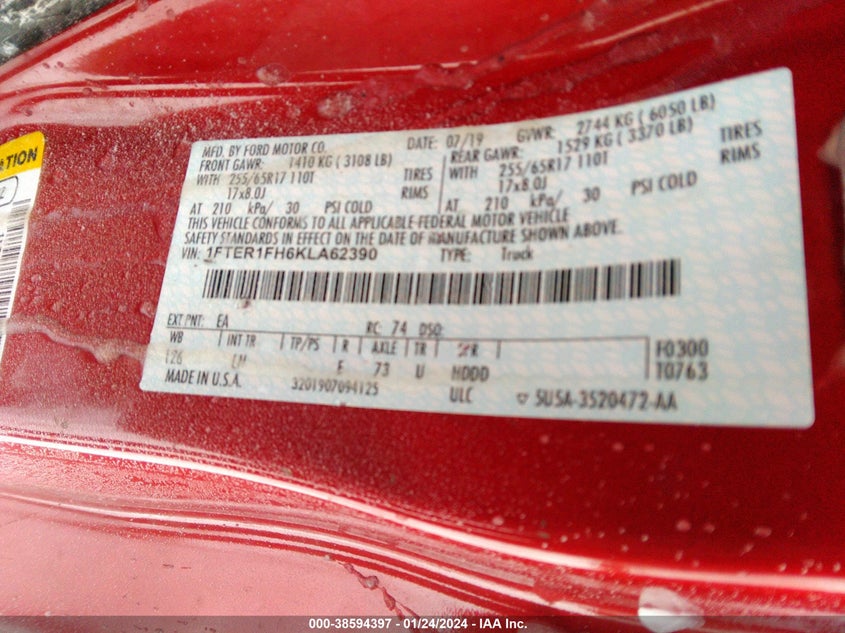 TION
MFD. BY FORD MOTOR CO. DATE: 07/19 GVWR: 2744 KG ( 6050 LB)
FRONT GAWR: 1410 KG ( 3108 LB) REAR GAWR: 1529 KG ( 3370 LB)
WITH 255/65R17 110T TIRES WITH 255/65R17 110T TIRES
17x8.0J RIMS 17x8.0J RIMS
AT 210 kPa/ 30 PSI COLD AT 210 kPa/ 30 PSI COLD
THIS VEHICLE CONFORMS TO ALL APPLICABLE FEDERAL MOTOR VEHICLE
SAFETY STANDARDS IN EFFECT ON THE DATE OF MANUFACTURE SHOWN ABOVE.
VIN: 1FTER1FH6KLA62390 TYPE: Truck
EXT PNT: EA RC: 74 DSO:
WB INT TR TP/PS R AXLE TR SPR F0300
126 LH E 73 U HDDD T0763
MADE IN U.S.A. 3201907094125 ULC SU5A-3520472-AA
000-38594397 - 01/24/2024 - IAA Inc.